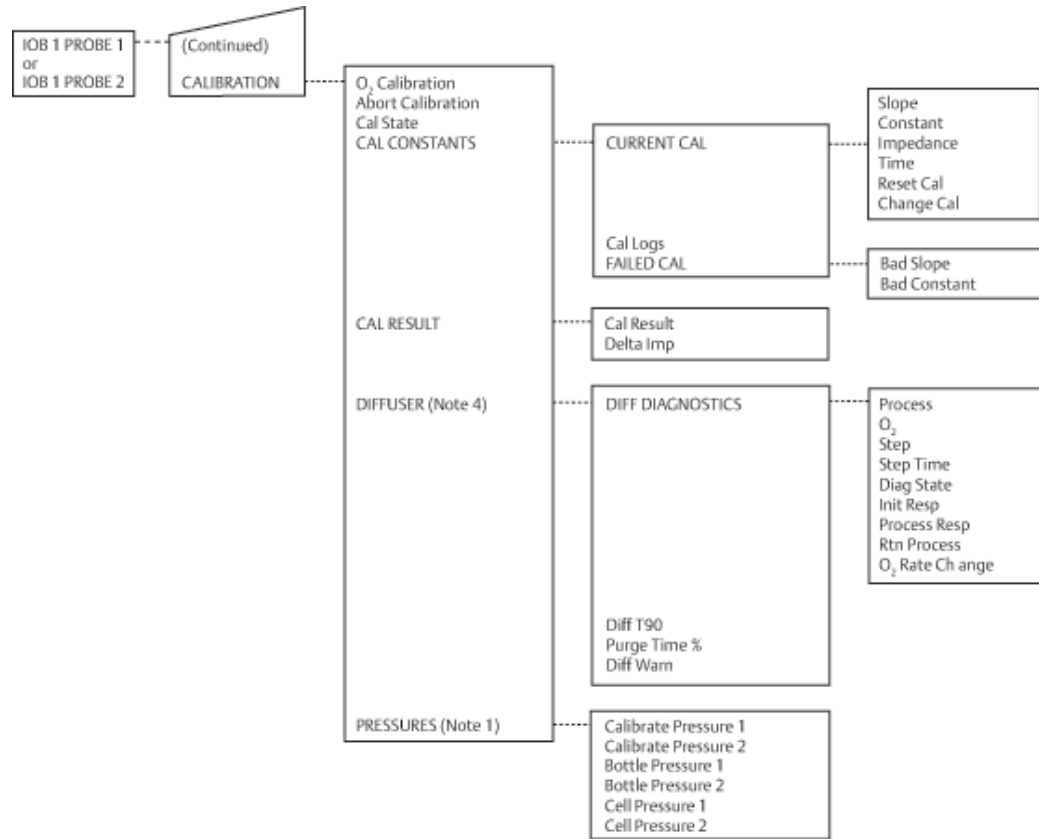 IOB 1 PROBE 1
or
IOB 1 PROBE 2
(Continued)
CALIBRATION
O₂ Calibration
Abort Calibration
Cal State
CAL CONSTANTS
CAL RESULT
DIFFUSER (Note 4)
PRESSURES (Note 1)
CURRENT CAL
Cal Logs
FAILED CAL
Slope
Constant
Impedance
Time
Reset Cal
Change Cal
Bad Slope
Bad Constant
Cal Result
Delta Imp
DIFF DIAGNOSTICS
Diff T90
Purge Time %
Diff Warn
Process
O₂
Step
Step Time
Diag State
Init Resp
Process Resp
Rtn Process
O₂ Rate Ch ange
Calibrate Pressure 1
Calibrate Pressure 2
Bottle Pressure 1
Bottle Pressure 2
Cell Pressure 1
Cell Pressure 2